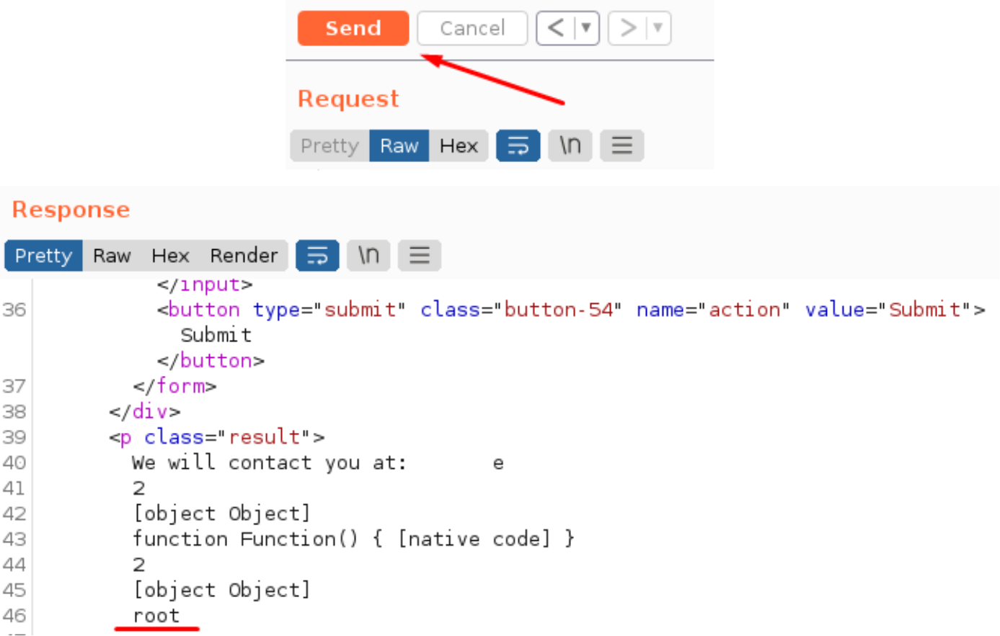 Send Cancel < ▼ > ▼
Request
Pretty Raw Hex \n
Response
Pretty Raw Hex Render \n
</input>
36 <button type="submit" class="button-54" name="action" value="Submit">
Submit
</button>
37 </form>
38 </div>
39 <p class="result">
40 We will contact you at: e
41 2
42 [object Object]
43 function Function() { [native code] }
44 2
45 [object Object]
46 root